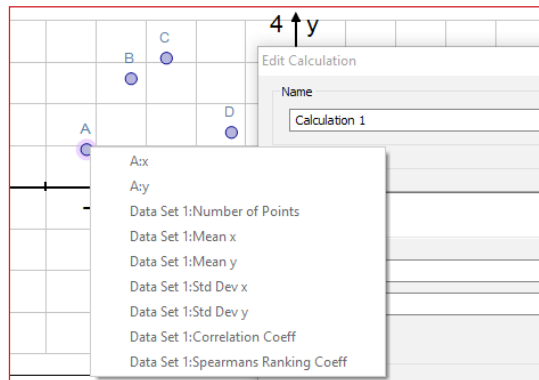 4 y
C
B
Edit Calculation
Name
Calculation 1
D
A
A:x
A:y
Data Set 1:Number of Points
Data Set 1:Mean x
Data Set 1:Mean y
Data Set 1:Std Dev x
Data Set 1:Std Dev y
Data Set 1:Correlation Coeff
Data Set 1:Spearmans Ranking Coeff